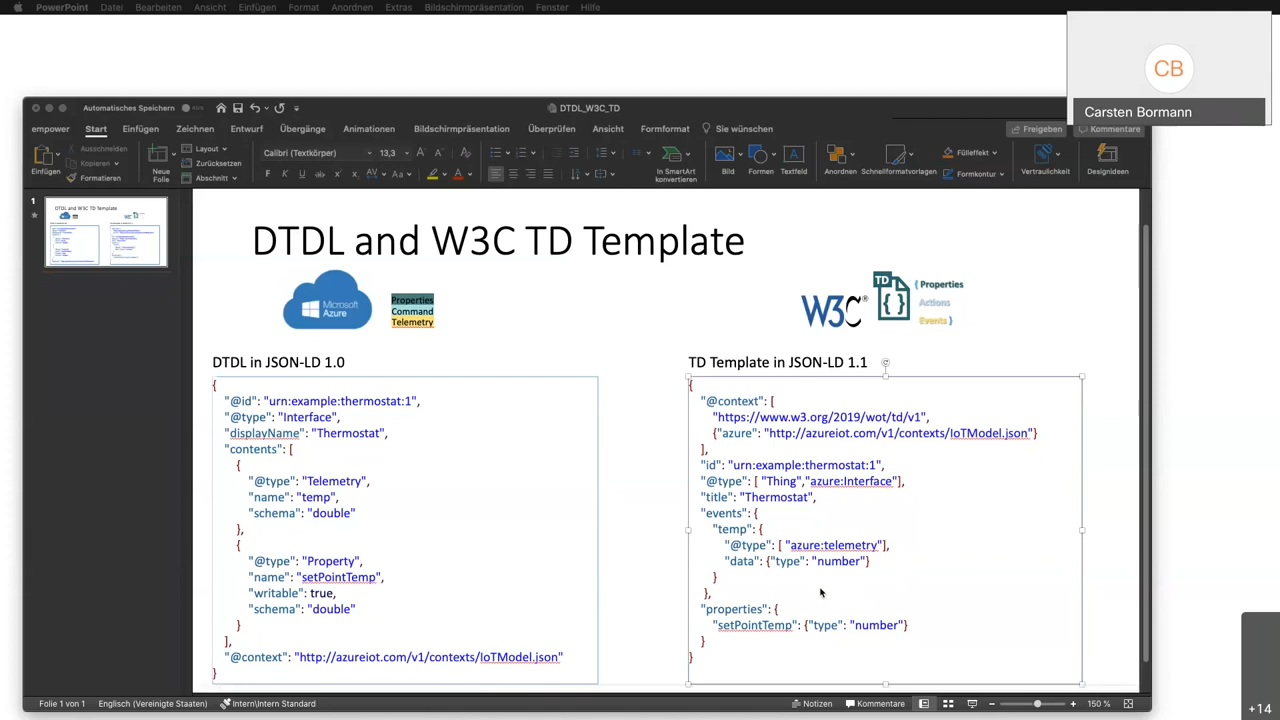 PowerPoint Datei Bearbeiten Ansicht Einfügen Format Anordnen Extras Bildschirmpräsentation Fenster Hilfe
CB
Carsten Bormann
Automatisches Speichern
DTDL_W3C_TD
empower Start Einfügen Zeichnen Entwurf Übergänge Animationen Bildschirmpräsentation Überprüfen Ansicht Formformat Sie wünschen
Freigeben Kommentare
Einfügen
Ausschneiden
Kopieren
Formatieren
Neue
Folie
Layout
Zurücksetzen
Abschnitt
Calibri (Textkörper) 13,3
In SmartArt
konvertieren
Bild Formen Textfeld
Anordnen Schnellformatvorlagen
Fülleffekt
Formkontur
Vertraulichkeit Designideen
1
DTDL and W3C TD Template
Microsoft
Azure
Properties
Command
Telemetry
W3C®
TD
{ Properties
Actions
Events }
DTDL in JSON-LD 1.0
{
"@id": "urn:example:thermostat:1",
"@type": "Interface",
"displayName": "Thermostat",
"contents": [
{
"@type": "Telemetry",
"name": "temp",
"schema": "double"
},
{
"@type": "Property",
"name": "setPointTemp",
"writable": true,
"schema": "double"
}
],
"@context": "http://azureiot.com/v1/contexts/IoTModel.json"
}
TD Template in JSON-LD 1.1
{
"@context": [
"https://www.w3.org/2019/wot/td/v1",
{"azure": "http://azureiot.com/v1/contexts/IoTModel.json"}
],
"id": "urn:example:thermostat:1",
"@type": [ "Thing","azure:Interface"],
"title": "Thermostat",
"events": {
"temp": {
"@type": [ "azure:telemetry"],
"data": {"type": "number"}
}
},
"properties": {
"setPointTemp": {"type": "number"}
}
}
Folie 1 von 1 Englisch (Vereinigte Staaten) Intern\Intern Standard
Notizen Kommentare 150 %
+14